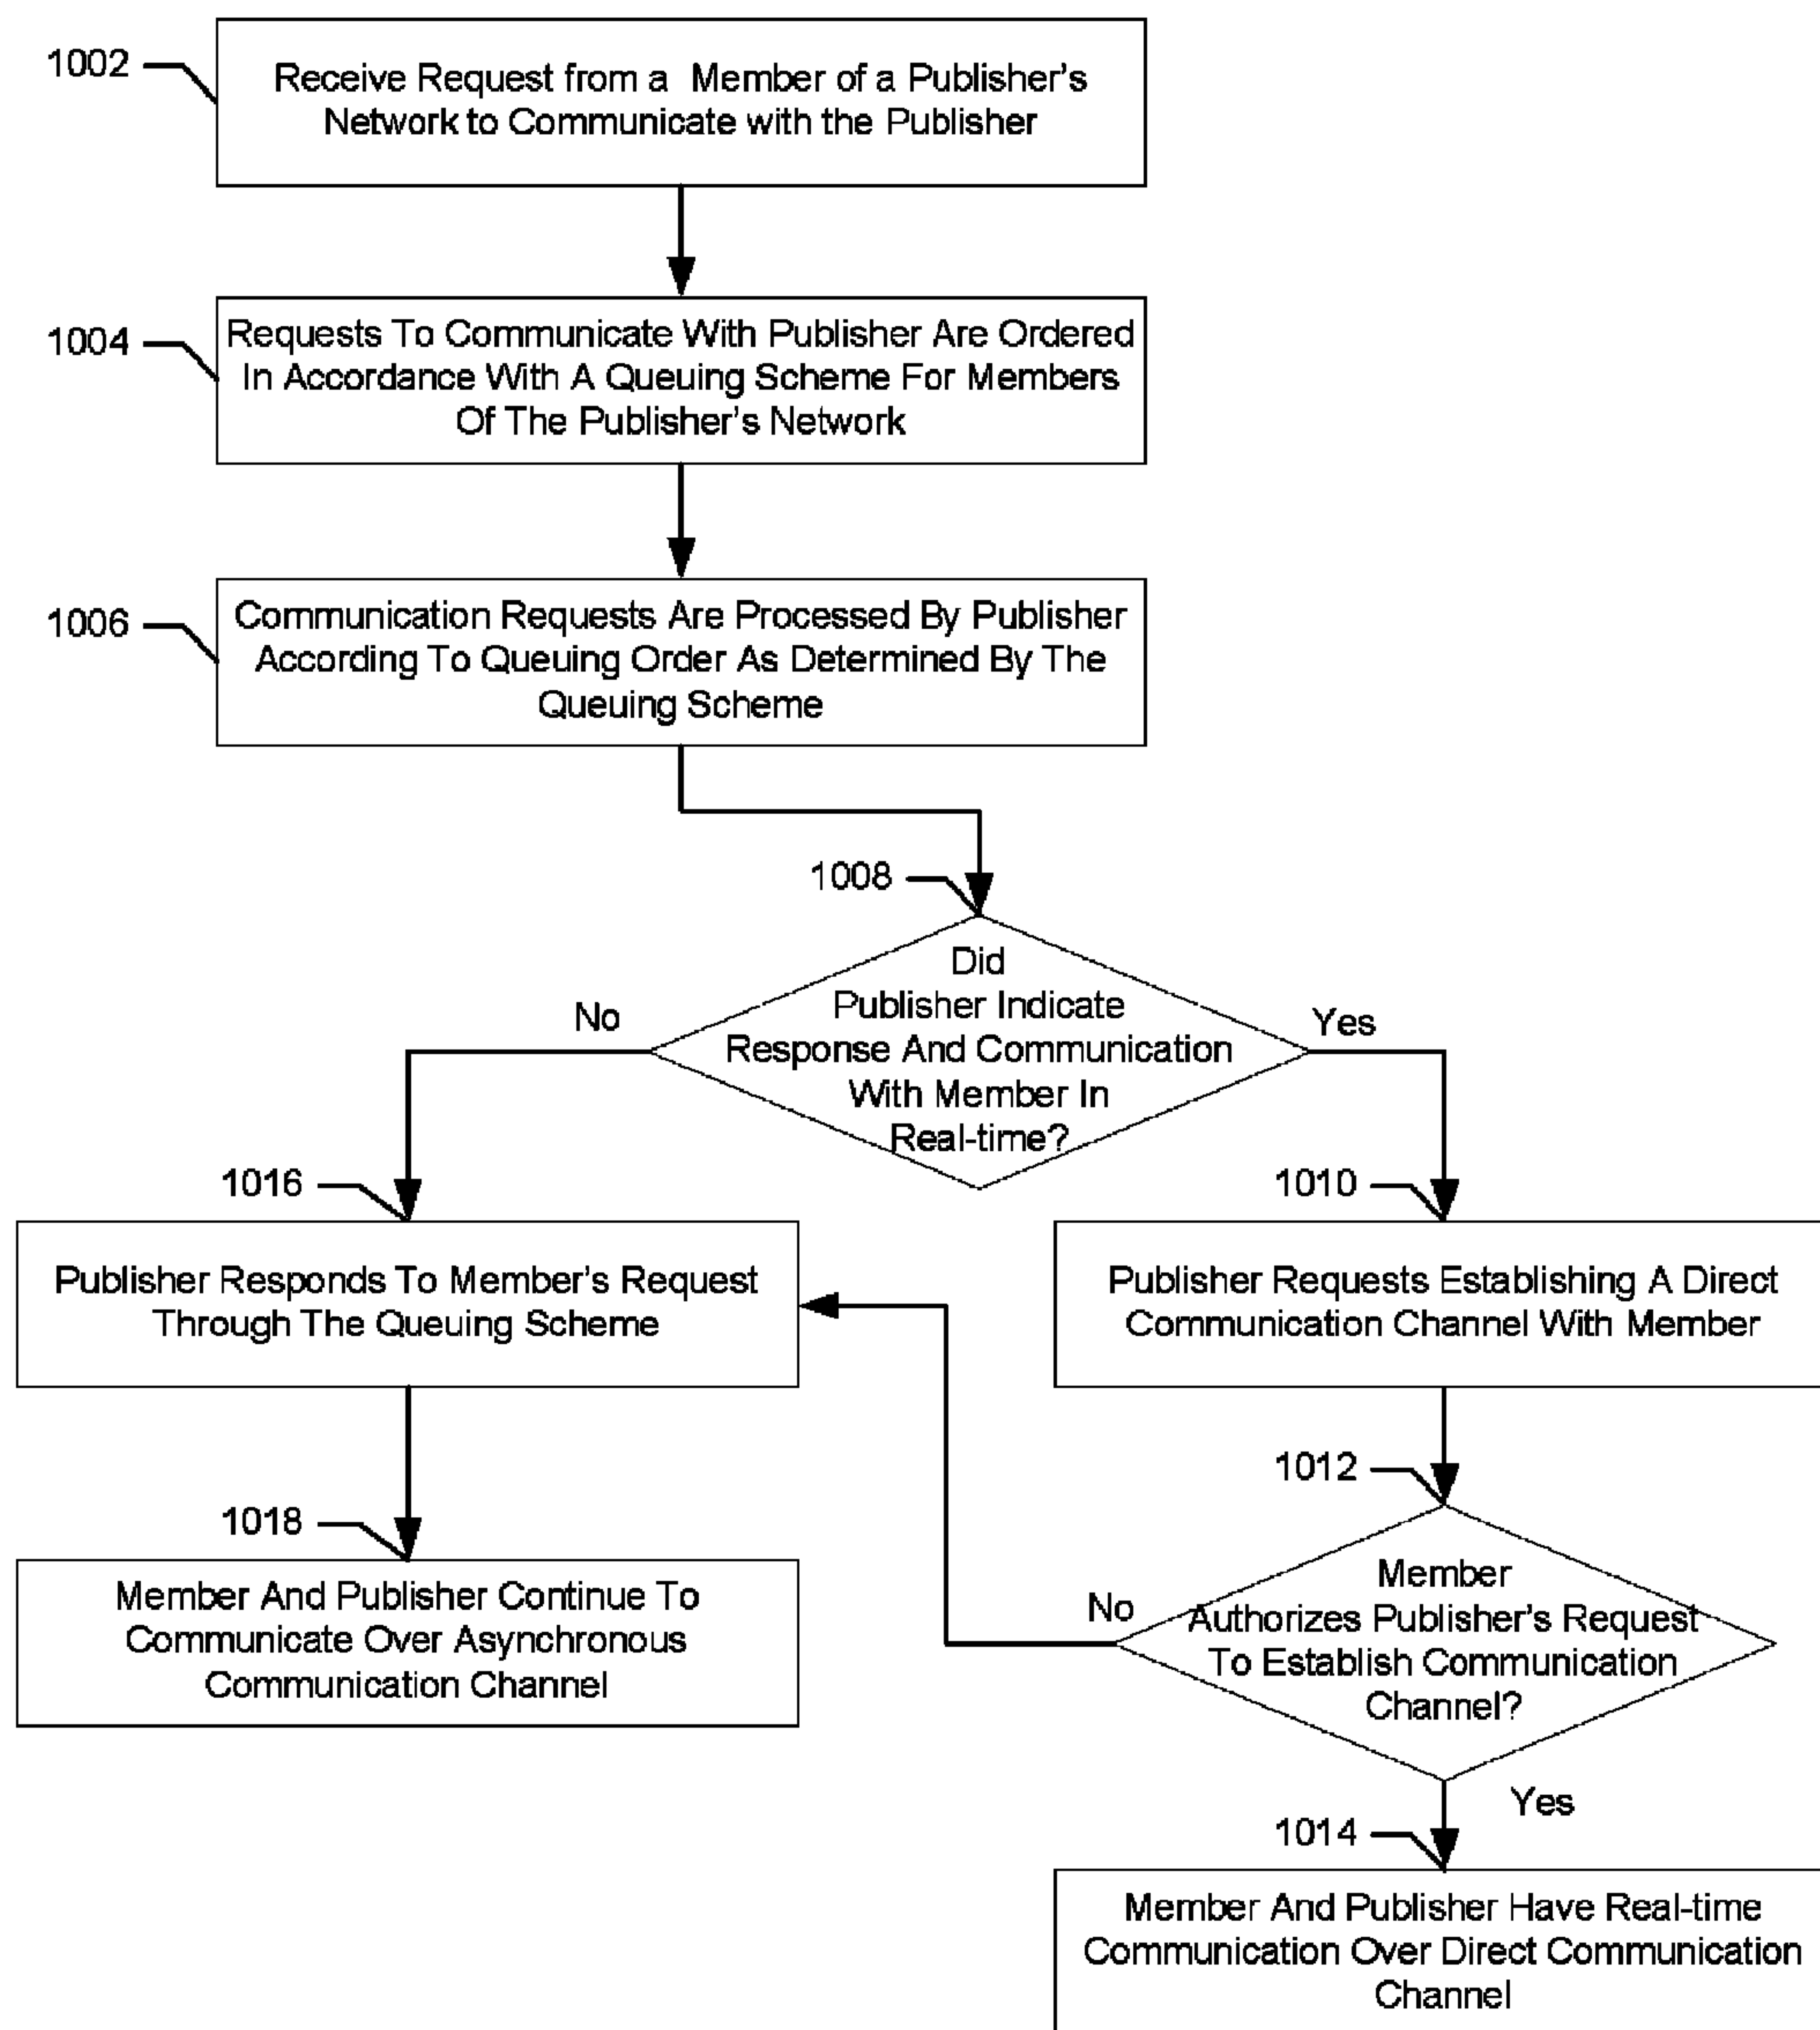 1002
Receive Request from a Member of a Publisher's
Network to Communicate with the Publisher
1004
Requests To Communicate With Publisher Are Ordered
In Accordance With A Queuing Scheme For Members
Of The Publisher's Network
1006
Communication Requests Are Processed By Publisher
According To Queuing Order As Determined By The
Queuing Scheme
1008
Did
Publisher Indicate
Response And Communication
With Member In
Real-time?
No
Yes
1016
Publisher Responds To Member's Request
Through The Queuing Scheme
1010
Publisher Requests Establishing A Direct
Communication Channel With Member
1018
Member And Publisher Continue To
Communicate Over Asynchronous
Communication Channel
1012
Member
Authorizes Publisher's Request
To Establish Communication
Channel?
No
Yes
1014
Member And Publisher Have Real-time
Communication Over Direct Communication
Channel